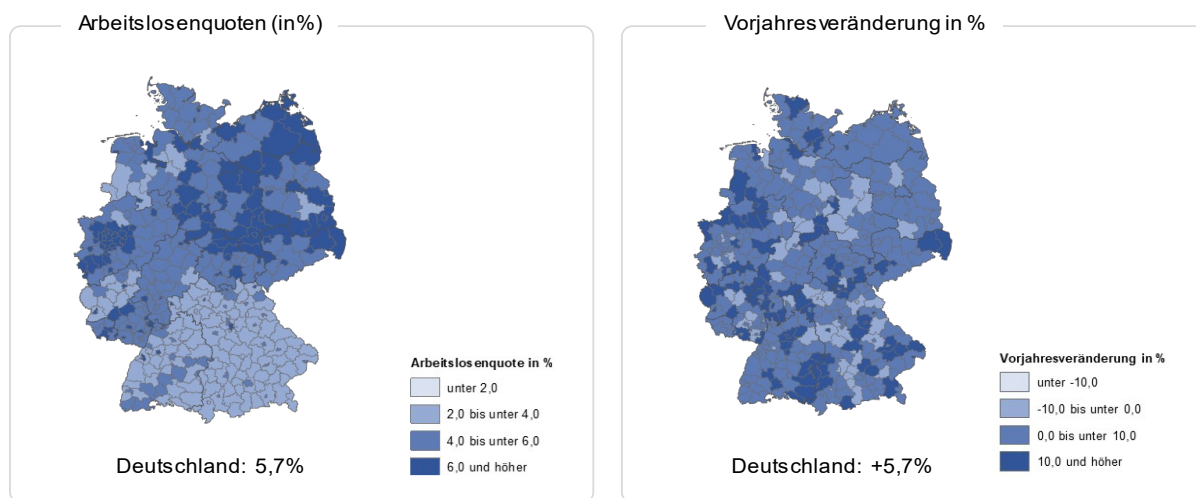 Arbeitslosenquoten (in%)
Arbeitslosenquote in %
unter 2,0
2,0 bis unter 4,0
4,0 bis unter 6,0
6,0 und höher
Deutschland: 5,7%
Vorjahresveränderung in %
Vorjahresveränderung in %
unter -10,0
-10,0 bis unter 0,0
0,0 bis unter 10,0
10,0 und höher
Deutschland: +5,7%